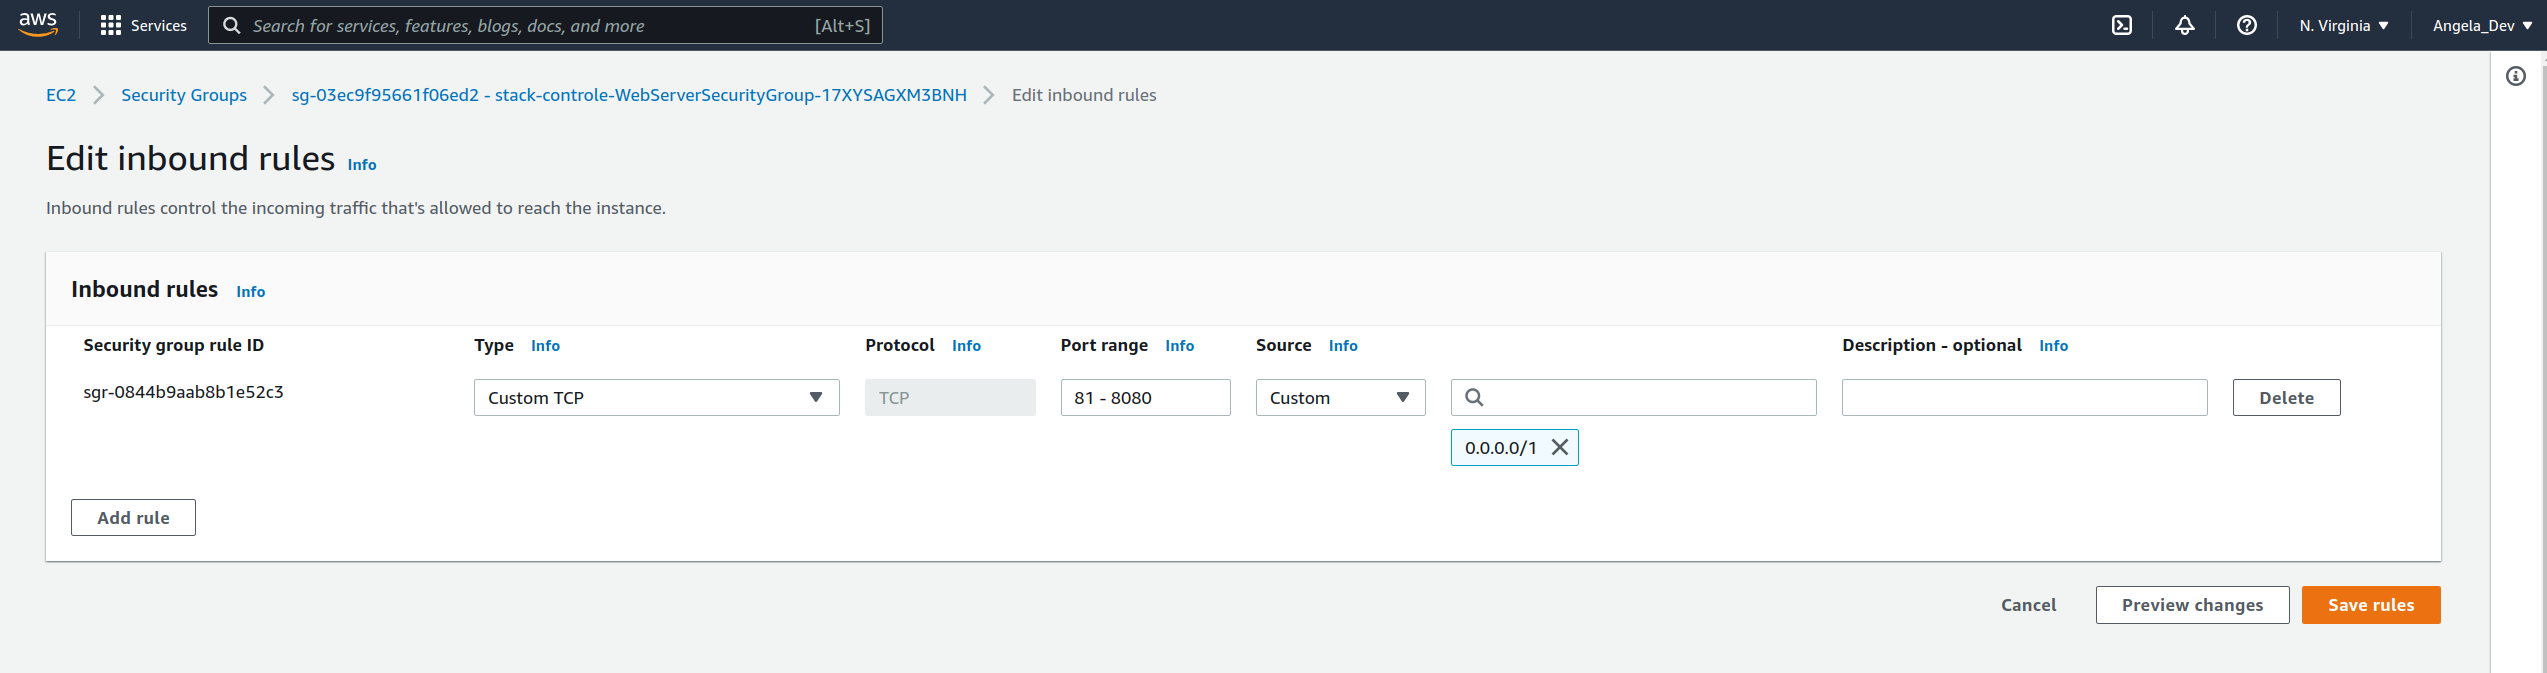 aws Services Search for services, features, blogs, docs, and more [Alt+S] N. Virginia Angela_Dev
EC2 Security Groups sg-03ec9f95661f06ed2 - stack-controle-WebServerSecurityGroup-17XYSAGXM3BNH Edit inbound rules
Edit inbound rules Info
Inbound rules control the incoming traffic that's allowed to reach the instance.
Inbound rules Info
Security group rule ID Type Info Protocol Info Port range Info Source Info Description - optional Info
sgr-0844b9aab8b1e52c3 Custom TCP TCP 81 - 8080 Custom Delete
0.0.0.0/1
Add rule
Cancel Preview changes Save rules